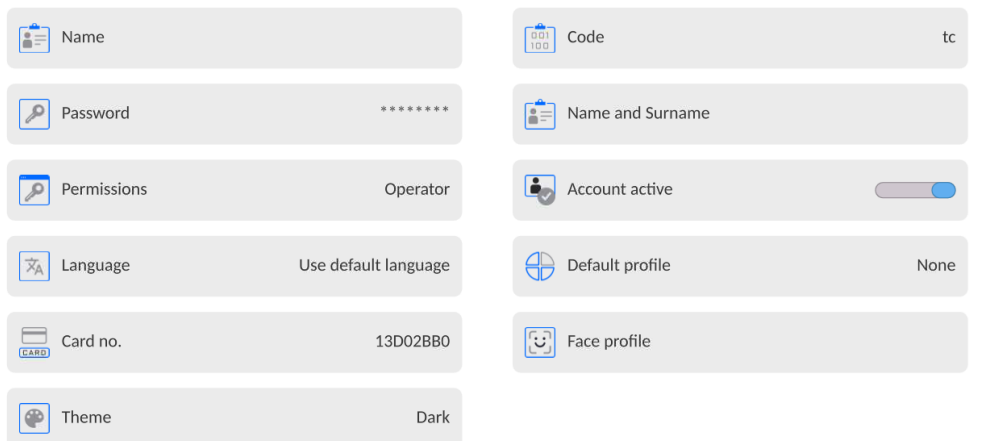 Name
Code tc
Password ********
Name and Surname
Permissions Operator
Account active
Language Use default language
Default profile None
CARD Card no. 13D02BB0
Face profile
Theme Dark